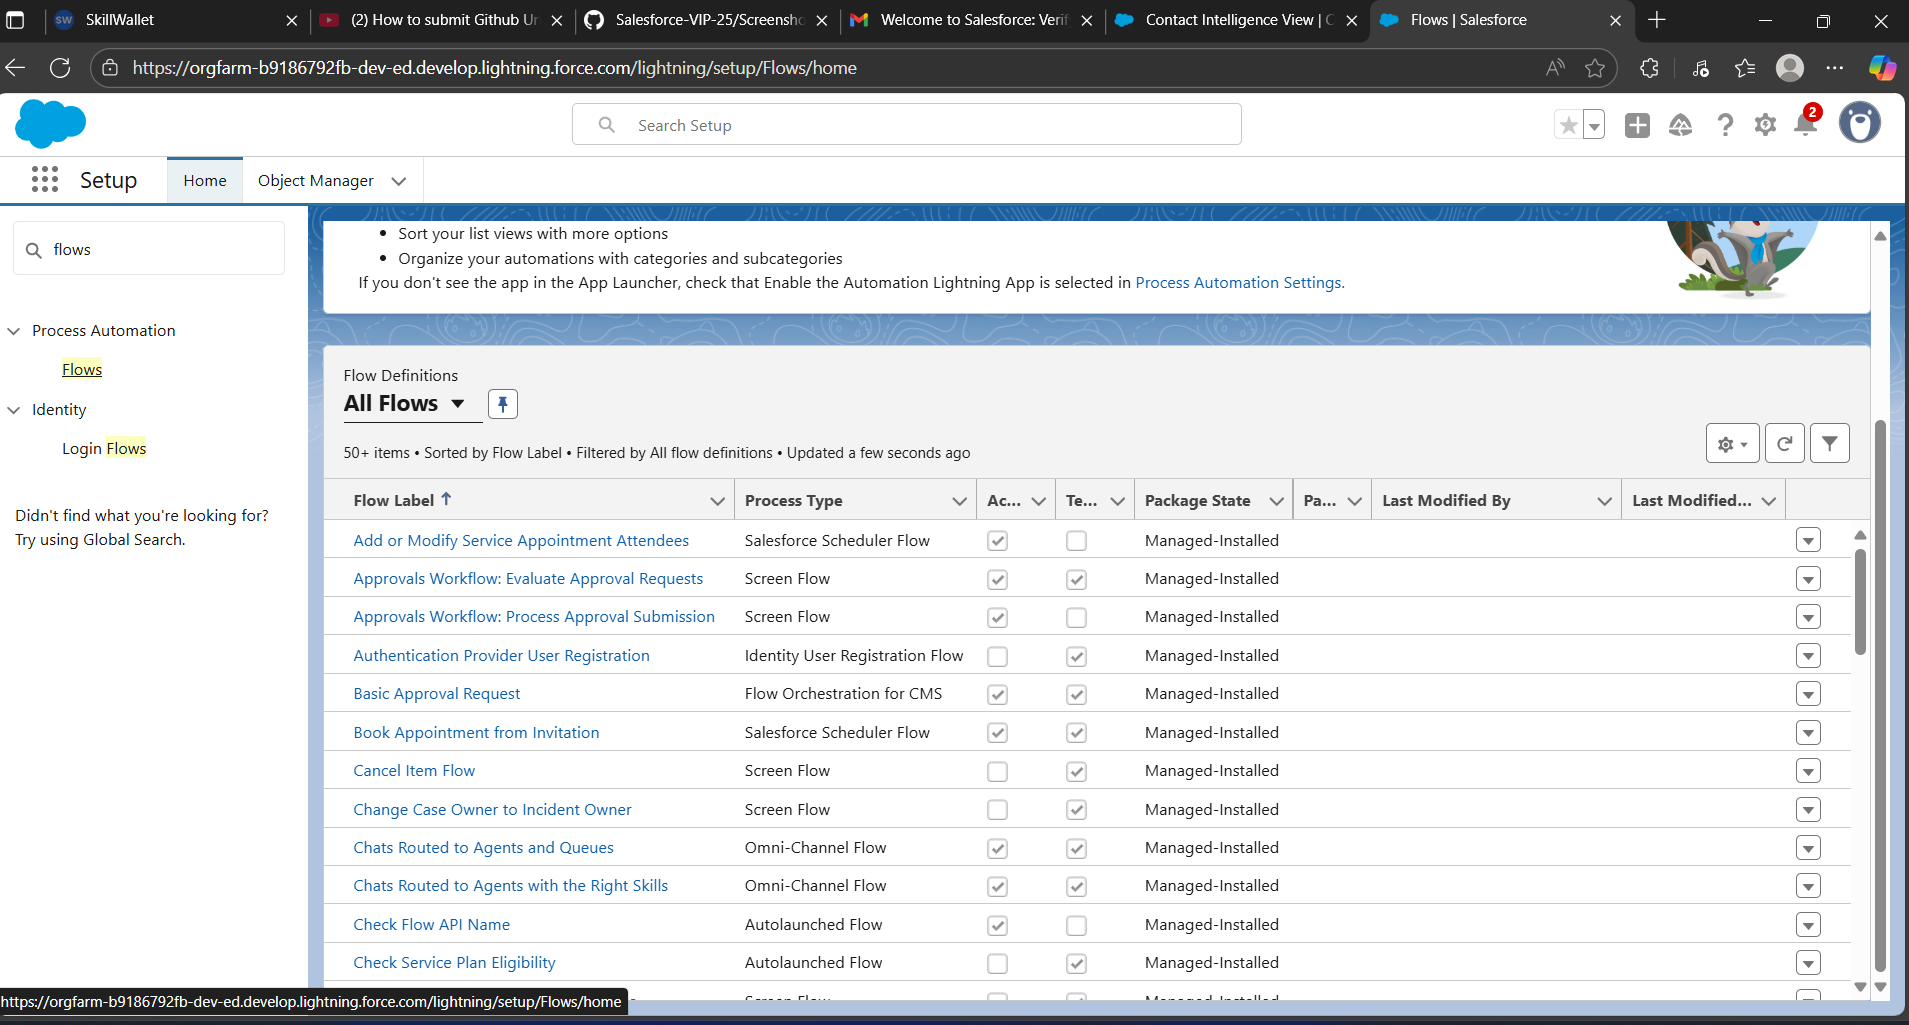 SkillWallet
(2) How to submit Github Ur
Salesforce-VIP-25/Screensho
Welcome to Salesforce: Verif
Contact Intelligence View | C
Flows | Salesforce
https://orgfarm-b9186792fb-dev-ed.develop.lightning.force.com/lightning/setup/Flows/home
Search Setup
2
Setup
Home
Object Manager
flows
Process Automation
Flows
Identity
Login Flows
Didn't find what you're looking for?
Try using Global Search.
• Sort your list views with more options
• Organize your automations with categories and subcategories
If you don't see the app in the App Launcher, check that Enable the Automation Lightning App is selected in Process Automation Settings.
Flow Definitions
All Flows
50+ items • Sorted by Flow Label • Filtered by All flow definitions • Updated a few seconds ago
Flow Label Process Type Ac... Te... Package State Pa... Last Modified By Last Modified...
Add or Modify Service Appointment Attendees Salesforce Scheduler Flow Managed-Installed
Approvals Workflow: Evaluate Approval Requests Screen Flow Managed-Installed
Approvals Workflow: Process Approval Submission Screen Flow Managed-Installed
Authentication Provider User Registration Identity User Registration Flow Managed-Installed
Basic Approval Request Flow Orchestration for CMS Managed-Installed
Book Appointment from Invitation Salesforce Scheduler Flow Managed-Installed
Cancel Item Flow Screen Flow Managed-Installed
Change Case Owner to Incident Owner Screen Flow Managed-Installed
Chats Routed to Agents and Queues Omni-Channel Flow Managed-Installed
Chats Routed to Agents with the Right Skills Omni-Channel Flow Managed-Installed
Check Flow API Name Autolaunched Flow Managed-Installed
Check Service Plan Eligibility Autolaunched Flow Managed-Installed
Screen Flow Managed-Installed
https://orgfarm-b9186792fb-dev-ed.develop.lightning.force.com/lightning/setup/Flows/home